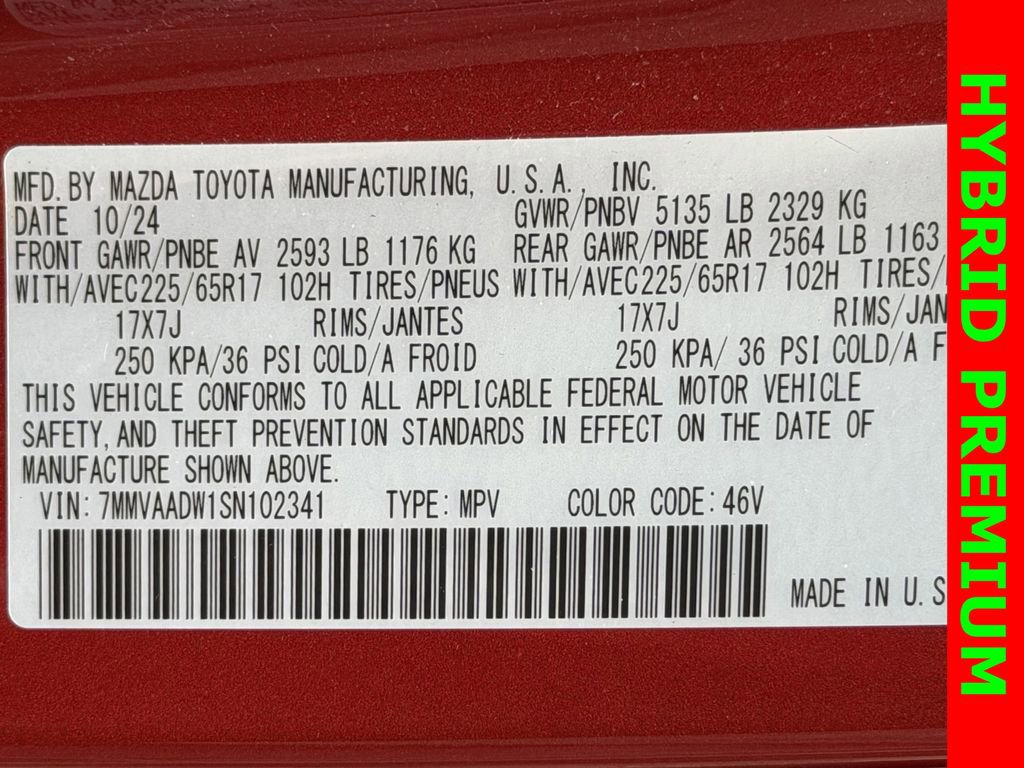 MFD. BY MAZDA TOYOTA MANUFACTURING, U.S.A., INC.
DATE 10/24
GVWR/PNBV 5135 LB 2329 KG
FRONT GAWR/PNBE AV 2593 LB 1176 KG
REAR GAWR/PNBE AR 2564 LB 1163
WITH/AVEC225/65R17 102H TIRES/PNEUS WITH/AVEC225/65R17 102H TIRES/
17X7J RIMS/JANTES 17X7J RIMS/JAN
250 KPA/36 PSI COLD/A FROID 250 KPA/ 36 PSI COLD/A F
THIS VEHICLE CONFORMS TO ALL APPLICABLE FEDERAL MOTOR VEHICLE
SAFETY, AND THEFT PREVENTION STANDARDS IN EFFECT ON THE DATE OF
MANUFACTURE SHOWN ABOVE.
VIN: 7MMVAADW1SN102341 TYPE: MPV COLOR CODE: 46V
MADE IN U.S
HYBRID PREMIUM